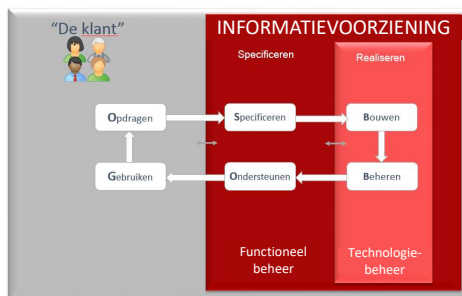 “De klant”
INFORMATIEVOORZIENING
Specificeren
Realiseren
Opdragen
Specificeren
Bouwen
Gebruiken
Ondersteunen
Beheren
Functioneel
beheer
Technologie-
beheer